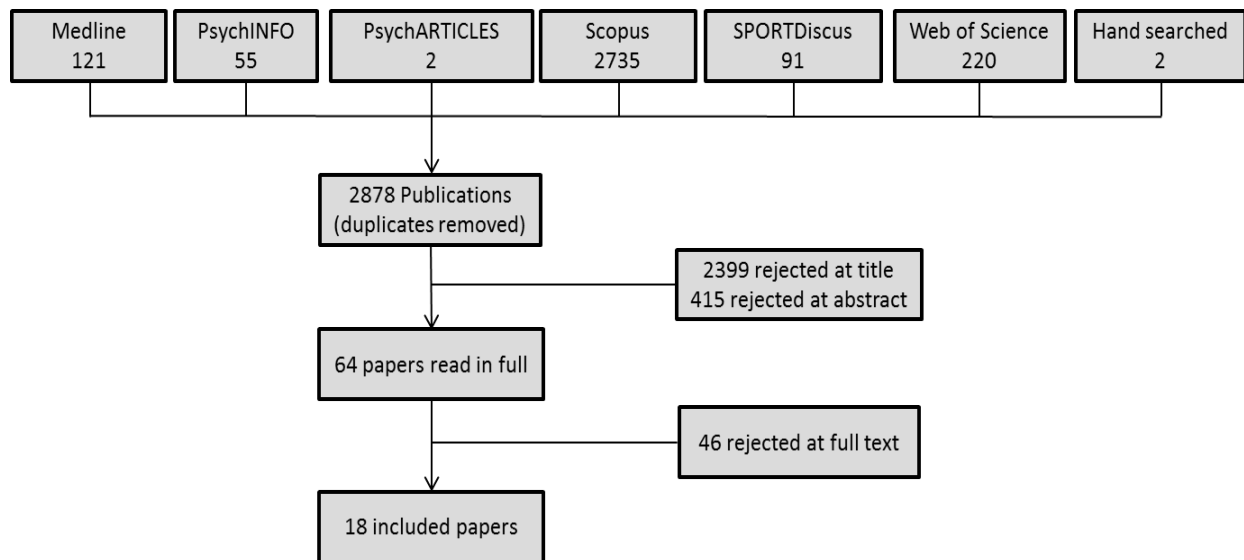 Medline
121
PsychINFO
55
PsychARTICLES
2
Scopus
2735
SPORTDiscus
91
Web of Science
220
Hand searched
2
2878 Publications
(duplicates removed)
2399 rejected at title
415 rejected at abstract
64 papers read in full
46 rejected at full text
18 included papers